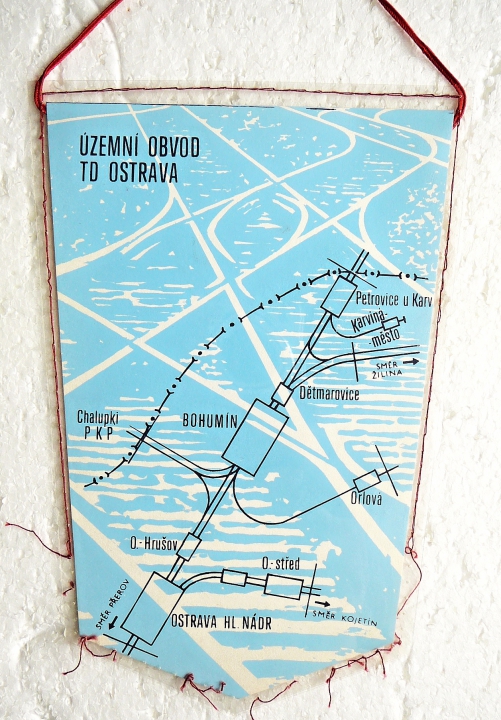 ÚZEMNÍ OBVOD
TD OSTRAVA
Petrovice u Karv
Karviná-
-město
SMĚR
ŽILINA
Dětmarovice
BOHUMÍN
Chalupki
PKP
Orlová
O.-Hrušov
O.-střed
SMĚR PŘEROV
OSTRAVA HL. NÁDR
SMĚR KOJETÍN